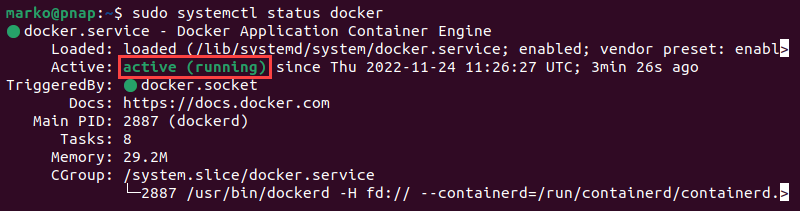 marko@pnap:~$ sudo systemctl status docker
● docker.service - Docker Application Container Engine
Loaded: loaded (/lib/systemd/system/docker.service; enabled; vendor preset: enabl>
Active: active (running) since Thu 2022-11-24 11:26:27 UTC; 3min 26s ago
TriggeredBy: ● docker.socket
Docs: https://docs.docker.com
Main PID: 2887 (dockerd)
Tasks: 8
Memory: 29.2M
CGroup: /system.slice/docker.service
└─2887 /usr/bin/dockerd -H fd:// --containerd=/run/containerd/containerd.>